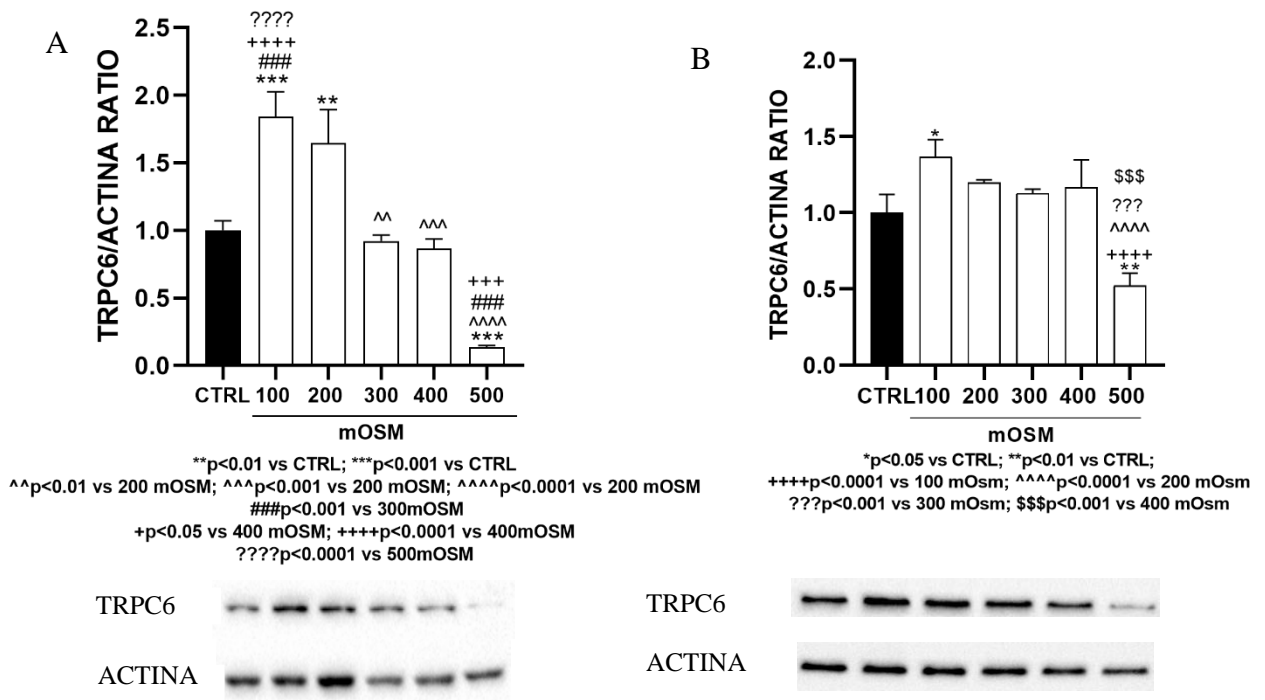 A
TRPC6/ACTINA RATIO
2.5
2.0
1.5
1.0
0.5
0.0
????
++++
###
***
**
^^
^^^
+++
###
^^^^
***
CTRL 100 200 300 400 500
mOSM
**p<0.01 vs CTRL; ***p<0.001 vs CTRL
^^p<0.01 vs 200 mOSM; ^^^p<0.001 vs 200 mOSM; ^^^^p<0.0001 vs 200 mOSM
###p<0.001 vs 300mOSM
+p<0.05 vs 400 mOSM; ++++p<0.0001 vs 400mOSM
????p<0.0001 vs 500mOSM
TRPC6
ACTINA
B
TRPC6/ACTINA RATIO
2.0
1.5
1.0
0.5
0.0
*
$$$
???
^^^^
++++
**
CTRL 100 200 300 400 500
mOSM
*p<0.05 vs CTRL; **p<0.01 vs CTRL;
++++p<0.0001 vs 100 mOsm; ^^^^p<0.0001 vs 200 mOsm
???p<0.001 vs 300 mOsm; $$$p<0.001 vs 400 mOsm
TRPC6
ACTINA